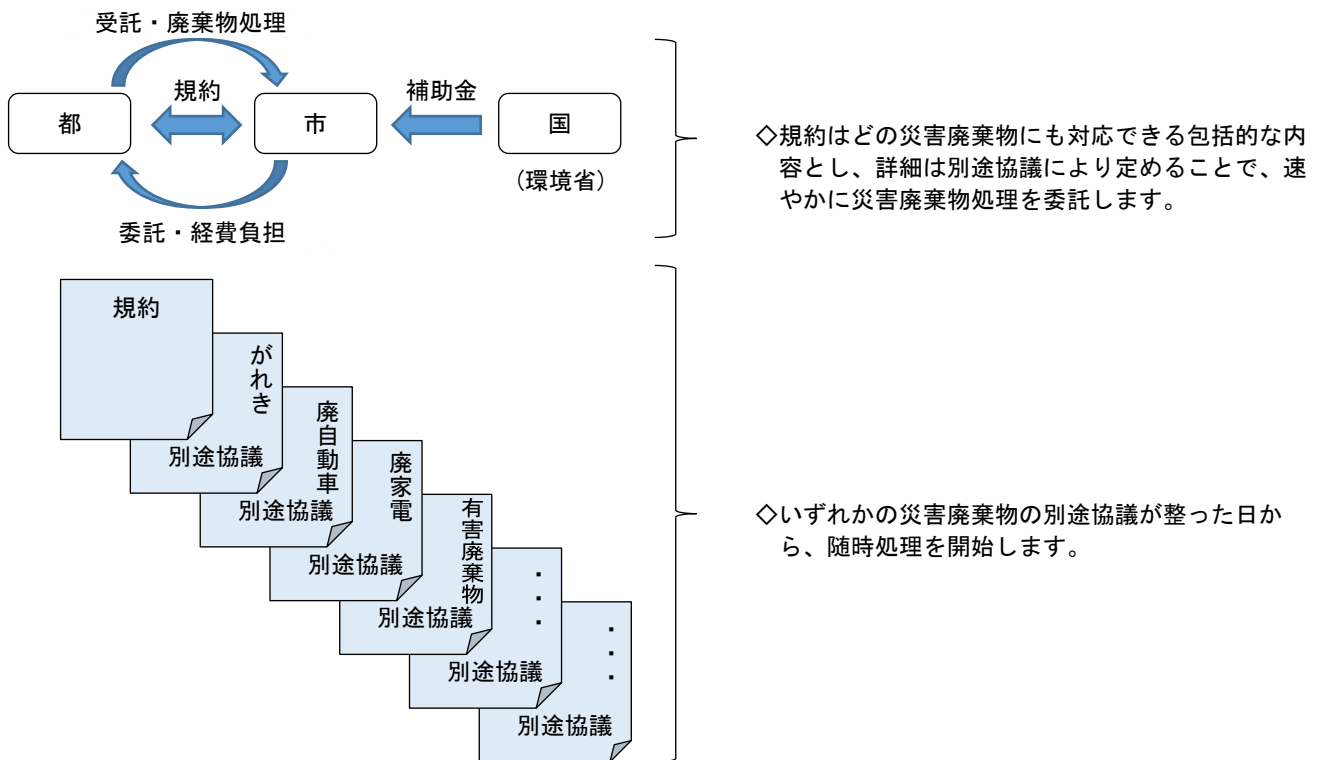 受託・廃棄物処理
規約
補助金
都
市
国
（環境省）
委託・経費負担
◇規約はどの災害廃棄物にも対応できる包括的な内
容とし、詳細は別途協議により定めることで、速
やかに災害廃棄物処理を委託します。
規約
がれき
別途協議
廃自動車
別途協議
廃家電
別途協議
有害廃棄物
別途協議
・・・
別途協議
・・・
別途協議
◇いずれかの災害廃棄物の別途協議が整った日か
ら、随時処理を開始します。